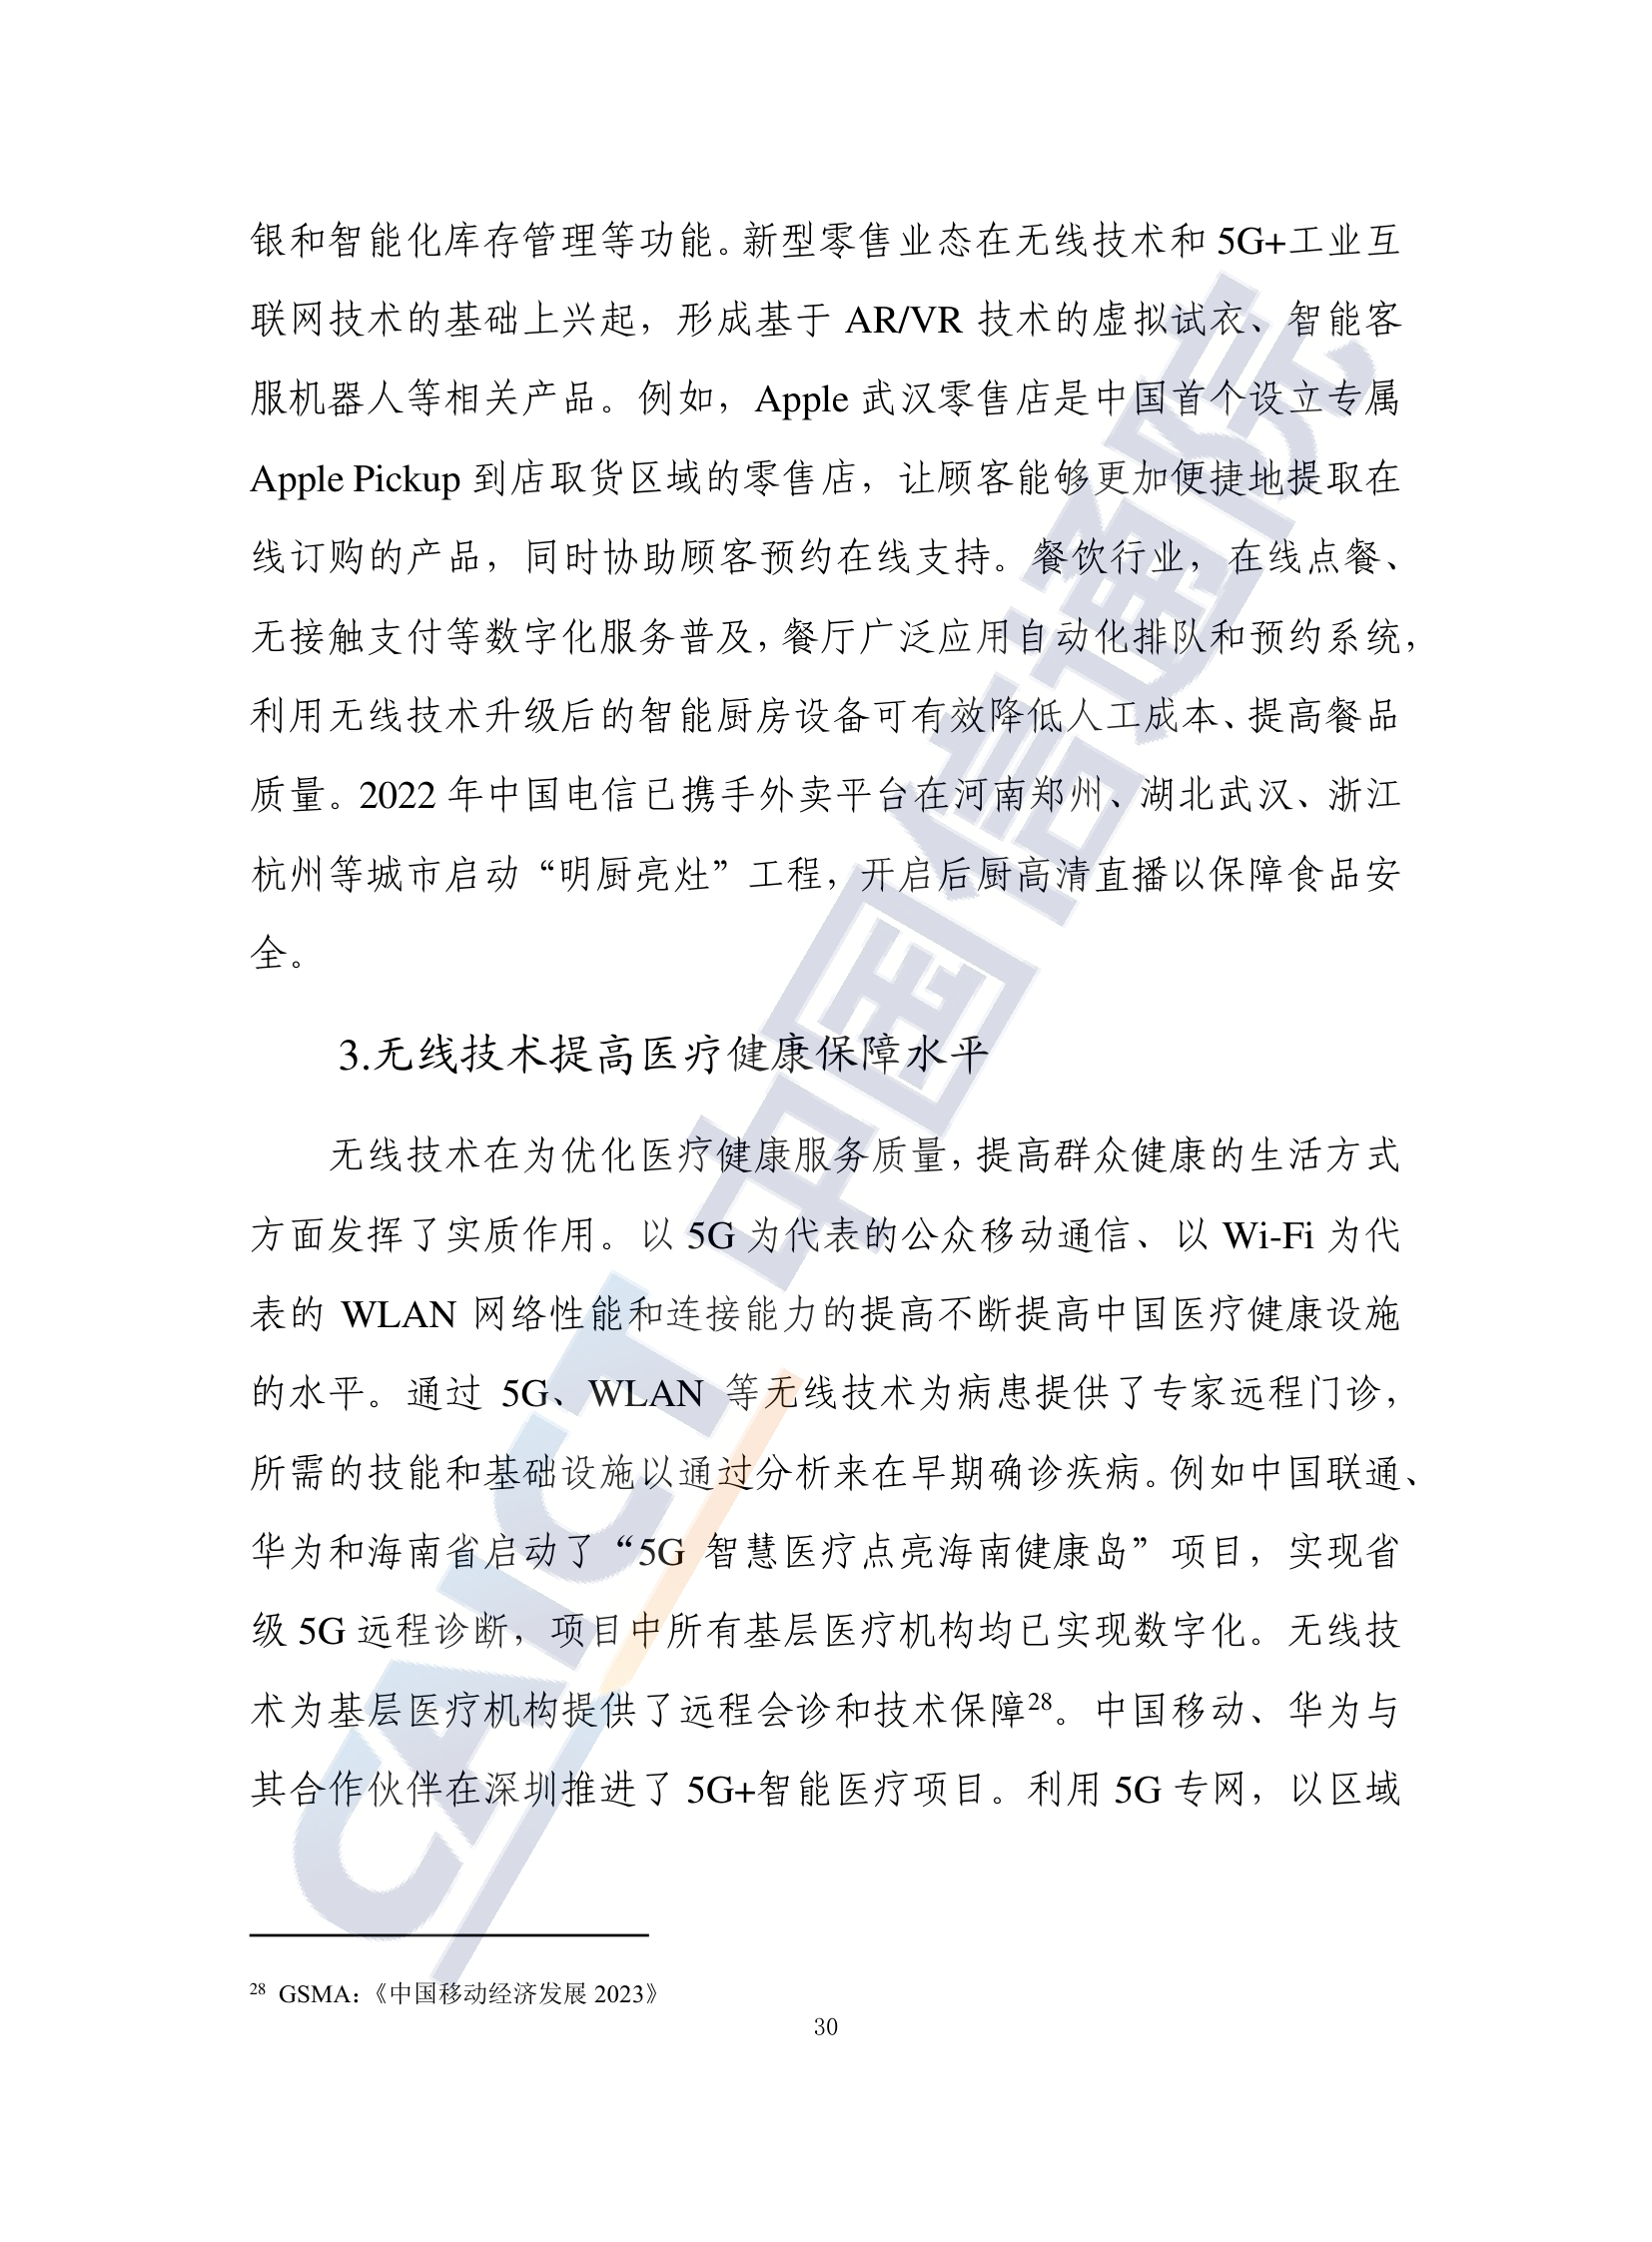 银和智能化库存管理等功能。新型零售业态在无线技术和 5G+工业互
联网技术的基础上兴起，形成基于 AR/VR 技术的虚拟试衣、智能客
服机器人等相关产品。例如，Apple 武汉零售店是中国首个设立专属
Apple Pickup 到店取货区域的零售店，让顾客能够更加便捷地提取在
线订购的产品，同时协助顾客预约在线支持。餐饮行业，在线点餐、
无接触支付等数字化服务普及，餐厅广泛应用自动化排队和预约系统，
利用无线技术升级后的智能厨房设备可有效降低人工成本、提高餐品
质量。2022 年中国电信已携手外卖平台在河南郑州、湖北武汉、浙江
杭州等城市启动“明厨亮灶”工程，开启后厨高清直播以保障食品安
全。
3.无线技术提高医疗健康保障水平
无线技术在为优化医疗健康服务质量，提高群众健康的生活方式
方面发挥了实质作用。以 5G 为代表的公众移动通信、以 Wi-Fi 为代
表的 WLAN 网络性能和连接能力的提高不断提高中国医疗健康设施
的水平。通过 5G、WLAN 等无线技术为病患提供了专家远程门诊，
所需的技能和基础设施以通过分析来在早期确诊疾病。例如中国联通、
华为和海南省启动了“5G 智慧医疗点亮海南健康岛”项目，实现省
级 5G 远程诊断，项目中所有基层医疗机构均已实现数字化。无线技
术为基层医疗机构提供了远程会诊和技术保障28。中国移动、华为与
其合作伙伴在深圳推进了 5G+智能医疗项目。利用 5G 专网，以区域
28 GSMA：《中国移动经济发展 2023》
30
CAICT 中国信通院